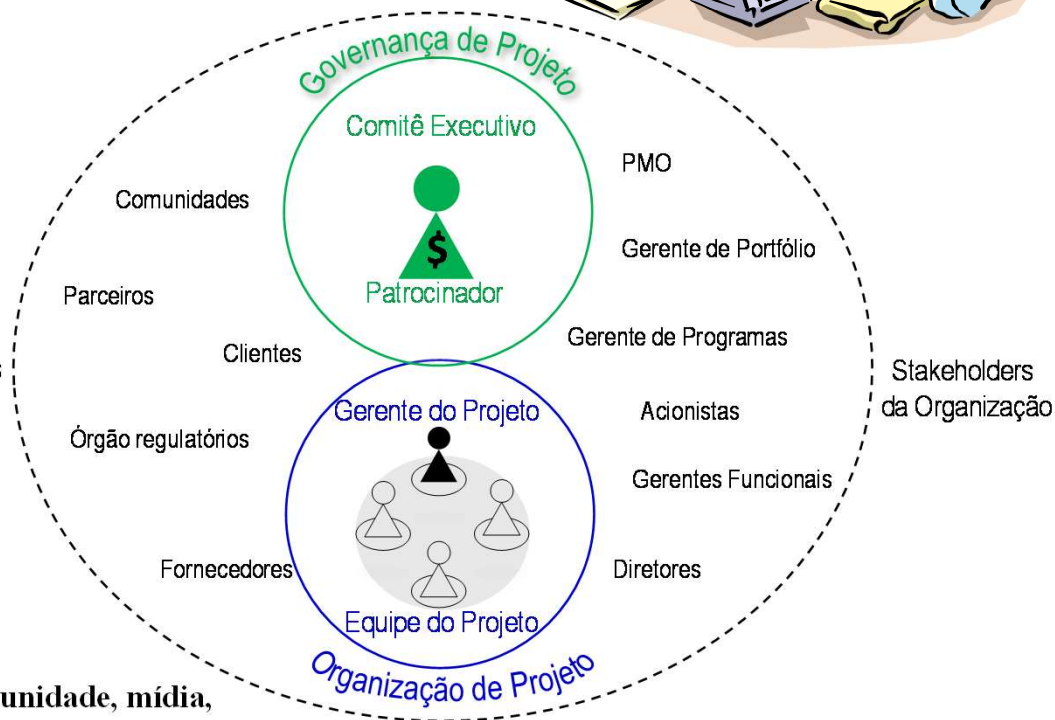 Governança de Projeto
Comitê Executivo
$
Patrocinador
Comunidades
Parceiros
Clientes
Órgão regulatórios
Fornecedores
PMO
Gerente de Portfólio
Gerente de Programas
Acionistas
Gerentes Funcionais
Diretores
Gerente do Projeto
Equipe do Projeto
Organização de Projeto
Stakeholders
da Organização
unidade, mídia,